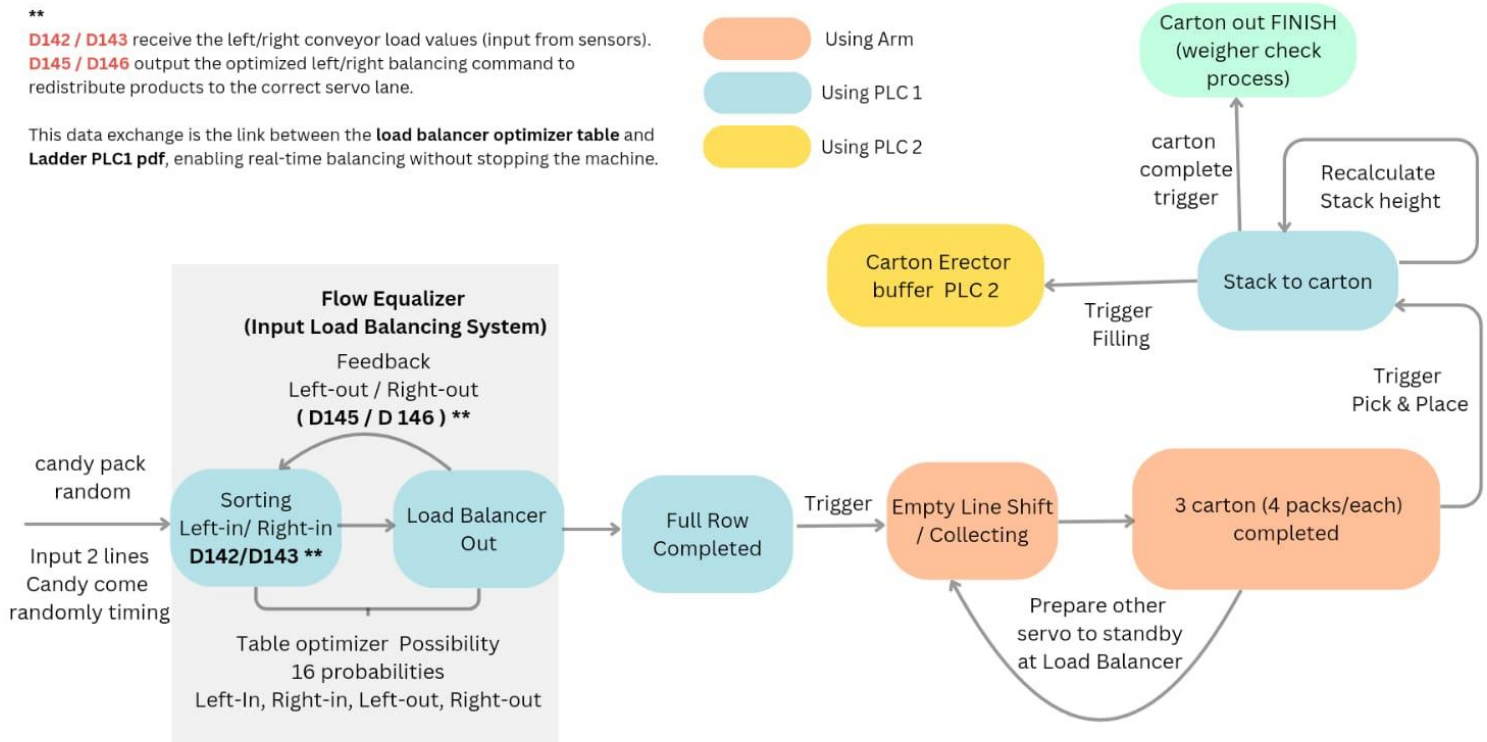 **
D142 / D143 receive the left/right conveyor load values (input from sensors).
D145 / D146 output the optimized left/right balancing command to
redistribute products to the correct servo lane.
This data exchange is the link between the load balancer optimizer table and
Ladder PLC1 pdf, enabling real-time balancing without stopping the machine.
Using Arm
Using PLC 1
Using PLC 2
Carton out FINISH
(weigher check
process)
carton
complete
trigger
Recalculate
Stack height
Carton Erector
buffer PLC 2
Stack to carton
Trigger
Filling
Trigger
Pick & Place
Flow Equalizer
(Input Load Balancing System)
Feedback
Left-out / Right-out
( D145 / D 146 ) **
candy pack
random
Input 2 lines
Candy come
randomly timing
Sorting
Left-in/ Right-in
D142/D143 **
Load Balancer
Out
Full Row
Completed
Trigger
Empty Line Shift
/ Collecting
3 carton (4 packs/each)
completed
Prepare other
servo to standby
at Load Balancer
Table optimizer Possibility
16 probabilities
Left-In, Right-in, Left-out, Right-out